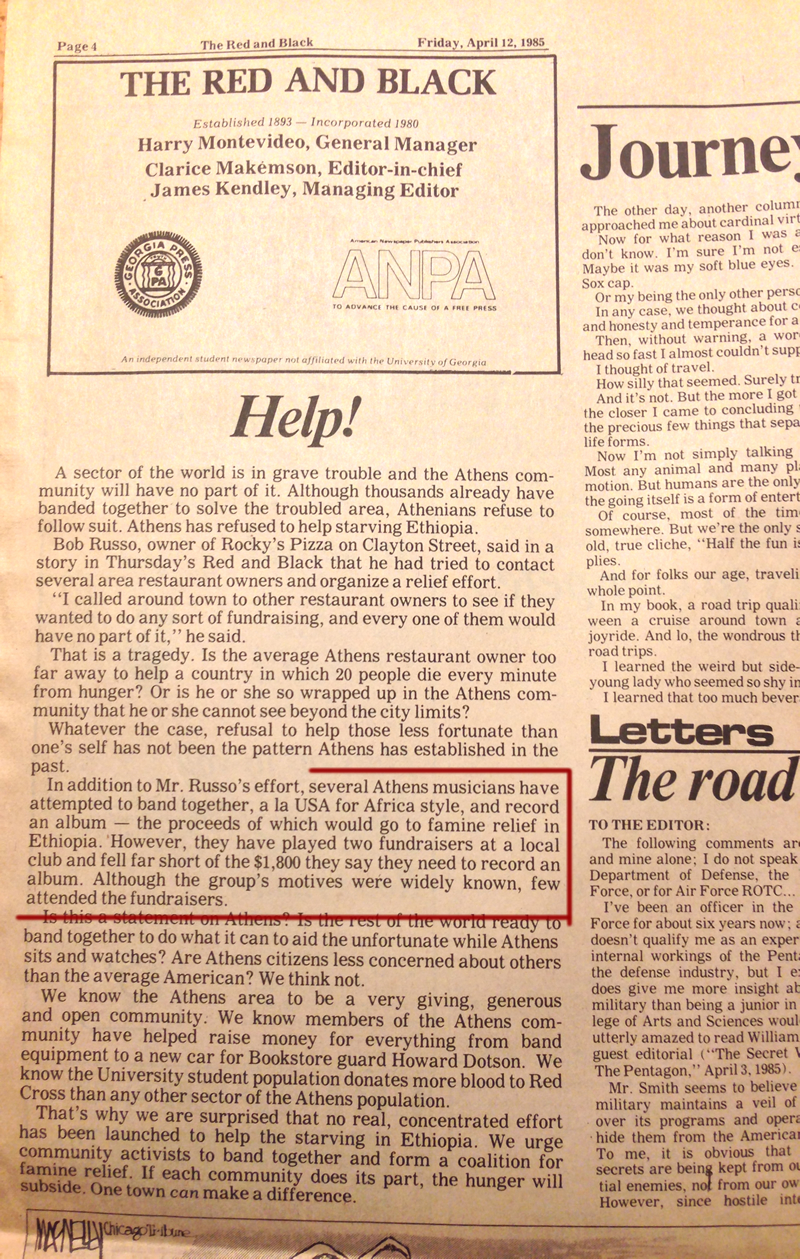 Page 4
The Red and Black
Friday, April 12, 1985
THE RED AND BLACK
Established 1893 — Incorporated 1980
Harry Montevideo, General Manager
Clarice Makemson, Editor-in-chief
James Kendley, Managing Editor
GEORGIA PRESS ASSOCIATION
GPA
American Newspaper Publishers Association
ANPA
TO ADVANCE THE CAUSE OF A FREE PRESS
An independent student newspaper not affiliated with the University of Georgia
Help!
A sector of the world is in grave trouble and the Athens com-
munity will have no part of it. Although thousands already have
banded together to solve the troubled area, Athenians refuse to
follow suit. Athens has refused to help starving Ethiopia.
Bob Russo, owner of Rocky's Pizza on Clayton Street, said in a
story in Thursday's Red and Black that he had tried to contact
several area restaurant owners and organize a relief effort.
"I called around town to other restaurant owners to see if they
wanted to do any sort of fundraising, and every one of them would
have no part of it," he said.
That is a tragedy. Is the average Athens restaurant owner too
far away to help a country in which 20 people die every minute
from hunger? Or is he or she so wrapped up in the Athens com-
munity that he or she cannot see beyond the city limits?
Whatever the case, refusal to help those less fortunate than
one's self has not been the pattern Athens has established in the
past.
In addition to Mr. Russo's effort, several Athens musicians have
attempted to band together, a la USA for Africa style, and record
an album — the proceeds of which would go to famine relief in
Ethiopia. However, they have played two fundraisers at a local
club and fell far short of the $1,800 they say they need to record an
album. Although the group's motives were widely known, few
attended the fundraisers.
Is this a statement on Athens? Is the rest of the world ready to
band together to do what it can to aid the unfortunate while Athens
sits and watches? Are Athens citizens less concerned about others
than the average American? We think not.
We know the Athens area to be a very giving, generous
and open community. We know members of the Athens com-
munity have helped raise money for everything from band
equipment to a new car for Bookstore guard Howard Dotson. We
know the University student population donates more blood to Red
Cross than any other sector of the Athens population.
That's why we are surprised that no real, concentrated effort
has been launched to help the starving in Ethiopia. We urge
community activists to band together and form a coalition for
famine relief. If each community does its part, the hunger will
subside. One town can make a difference.
Chicago Tribune
Journey
The other day, another
approached me about cardinal
Now for what reason I was
don't know. I'm sure I'm not
Maybe it was my soft blue eyes.
Sox cap.
Or my being the only other
In any case, we thought about
and honesty and temperance for a
Then, without warning, a
head so fast I almost couldn't
I thought of travel.
How silly that seemed. Surely
And it's not. But the more I got
the closer I came to concluding
the precious few things that
life forms.
Now I'm not simply talking
Most any animal and many
motion. But humans are the only
the going itself is a form of
Of course, most of the
somewhere. But we're the only
old, true cliche, "Half the fun
plies.
And for folks our age,
whole point.
In my book, a road trip
ween a cruise around town
joyride. And lo, the wondrous
road trips.
I learned the weird but side-
young lady who seemed so shy in
I learned that too much
Letters
The road
TO THE EDITOR:
The following comments
and mine alone; I do not speak
Department of Defense, the
Force, or for Air Force ROTC...
I've been an officer in the
Force for about six years now;
doesn't qualify me as an
internal workings of the
the defense industry, but I
does give me more insight
military than being a junior in
lege of Arts and Sciences
utterly amazed to read William
guest editorial ("The Secret
The Pentagon," April 3, 1985).
Mr. Smith seems to believe
military maintains a veil of
over its programs and
hide them from the
To me, it is obvious that
secrets are being kept from
tial enemies, not from our
However, since hostile